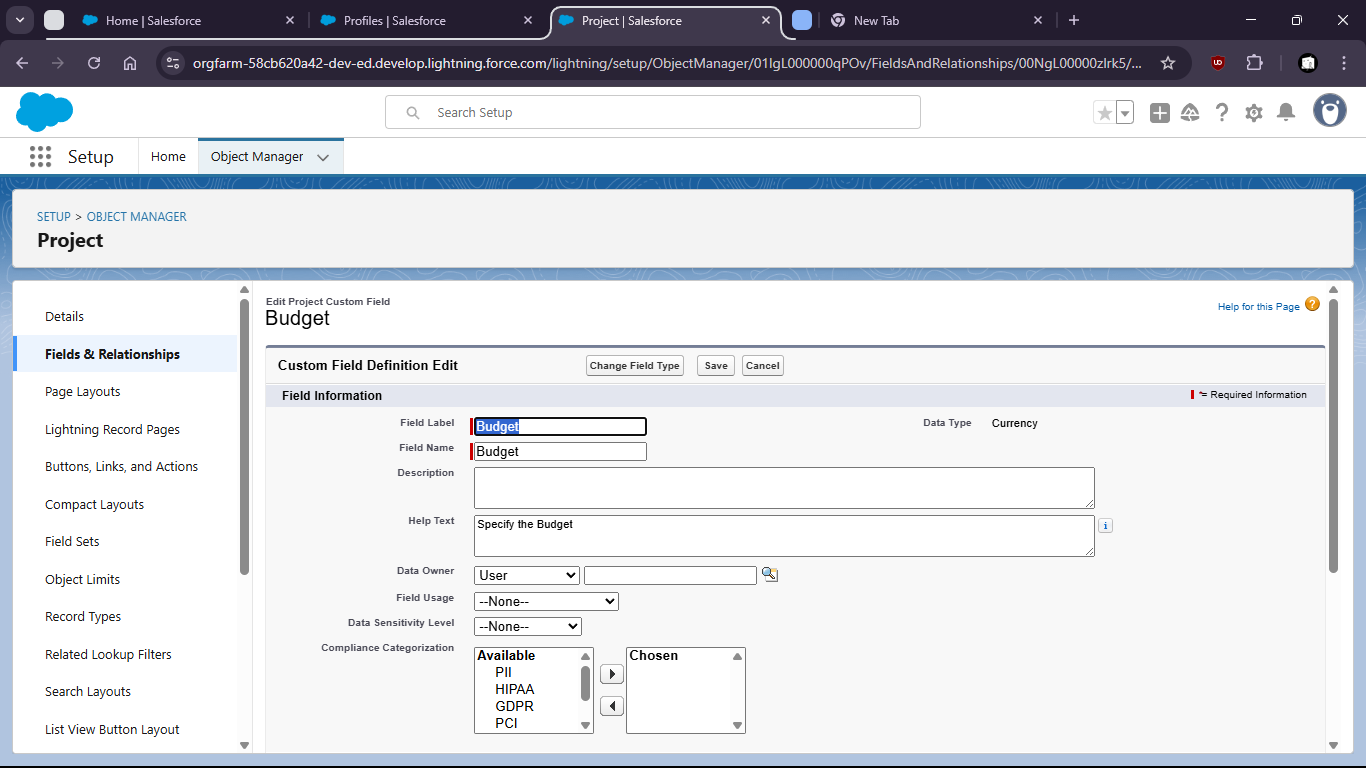 Home | Salesforce
Profiles | Salesforce
Project | Salesforce
New Tab
orgfarm-58cb620a42-dev-ed.develop.lightning.force.com/lightning/setup/ObjectManager/01IgL000000qPOv/FieldsAndRelationships/00NgL00000zlrk5/...
Search Setup
Setup
Home
Object Manager
SETUP > OBJECT MANAGER
Project
Details
Fields & Relationships
Page Layouts
Lightning Record Pages
Buttons, Links, and Actions
Compact Layouts
Field Sets
Object Limits
Record Types
Related Lookup Filters
Search Layouts
List View Button Layout
Edit Project Custom Field
Budget
Help for this Page
Custom Field Definition Edit
Change Field Type
Save
Cancel
Field Information
= Required Information
Field Label Budget
Data Type Currency
Field Name Budget
Description
Help Text Specify the Budget
Data Owner User
Field Usage --None--
Data Sensitivity Level --None--
Compliance Categorization
Available
PII
HIPAA
GDPR
PCI
Chosen